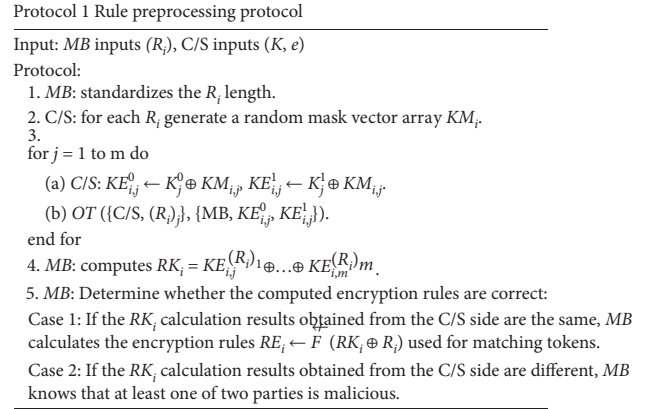 Protocol 1 Rule preprocessing protocol
Input: MB inputs (R_i), C/S inputs (K, e)
Protocol:
1. MB: standardizes the R_i length.
2. C/S: for each R_i generate a random mask vector array KM_i.
3.
for j = 1 to m do
(a) C/S: KE^0_{i,j} ← K^0_j ⊕ KM_{i,j}, KE^1_{i,j} ← K^1_j ⊕ KM_{i,j}.
(b) OT ({C/S, (R_i)_j}, {MB, KE^0_{i,j}, KE^1_{i,j}}).
end for
4. MB: computes RK_i = KE_{i,j}^{(R_i)_1} ⊕…⊕ KE_{i,m}^{(R_i)_m}.
5. MB: Determine whether the computed encryption rules are correct:
Case 1: If the RK_i calculation results obtained from the C/S side are the same, MB
calculates the encryption rules RE_i ← F (RK_i ⊕ R_i) used for matching tokens.
Case 2: If the RK_i calculation results obtained from the C/S side are different, MB
knows that at least one of two parties is malicious.